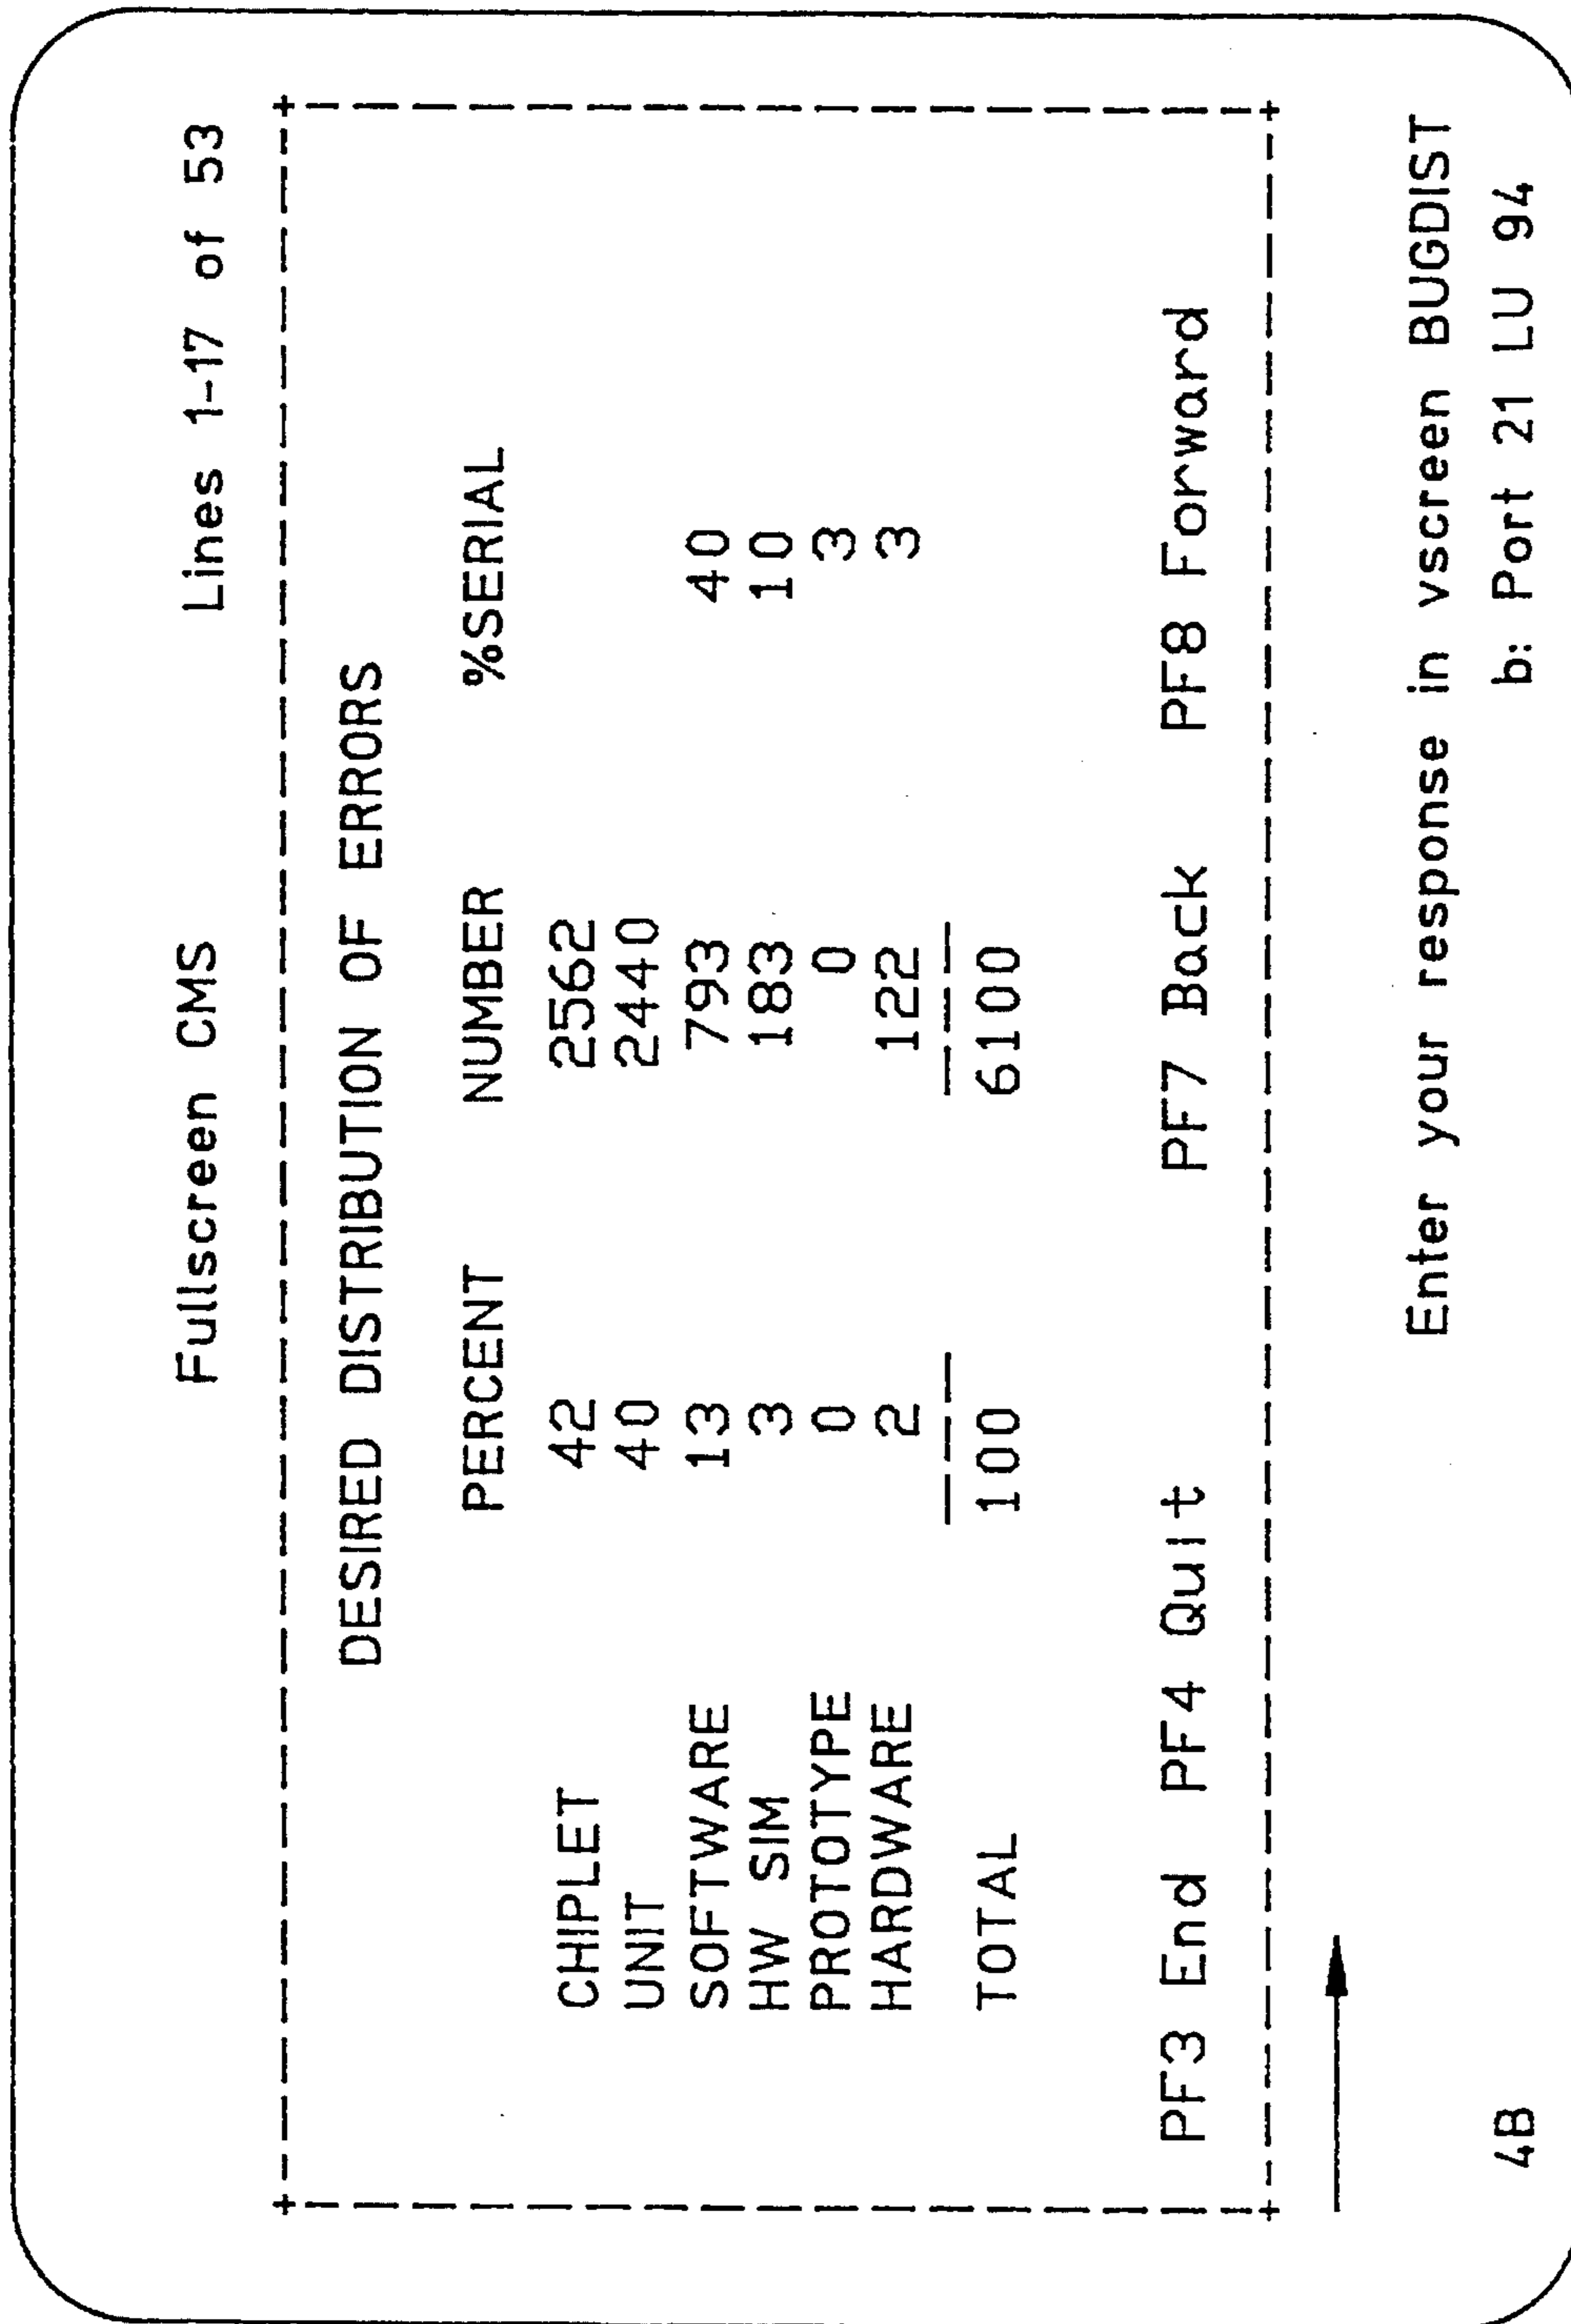 Fullscreen CMS Lines 1-17 of 53
DESIRED DISTRIBUTION OF ERRORS
PERCENT NUMBER %SERIAL
CHIPLET 42 2562
UNIT 40 2440
SOFTWARE 13 793 40
HW SIM 3 183 10
PROTOTYPE 0 0 3
HARDWARE 2 122 3
TOTAL 100 6100
PF3 End PF4 Quit PF7 Back PF8 Forward
Enter your response in vscreen BUGDIST
4B b: Port 21 LU 94